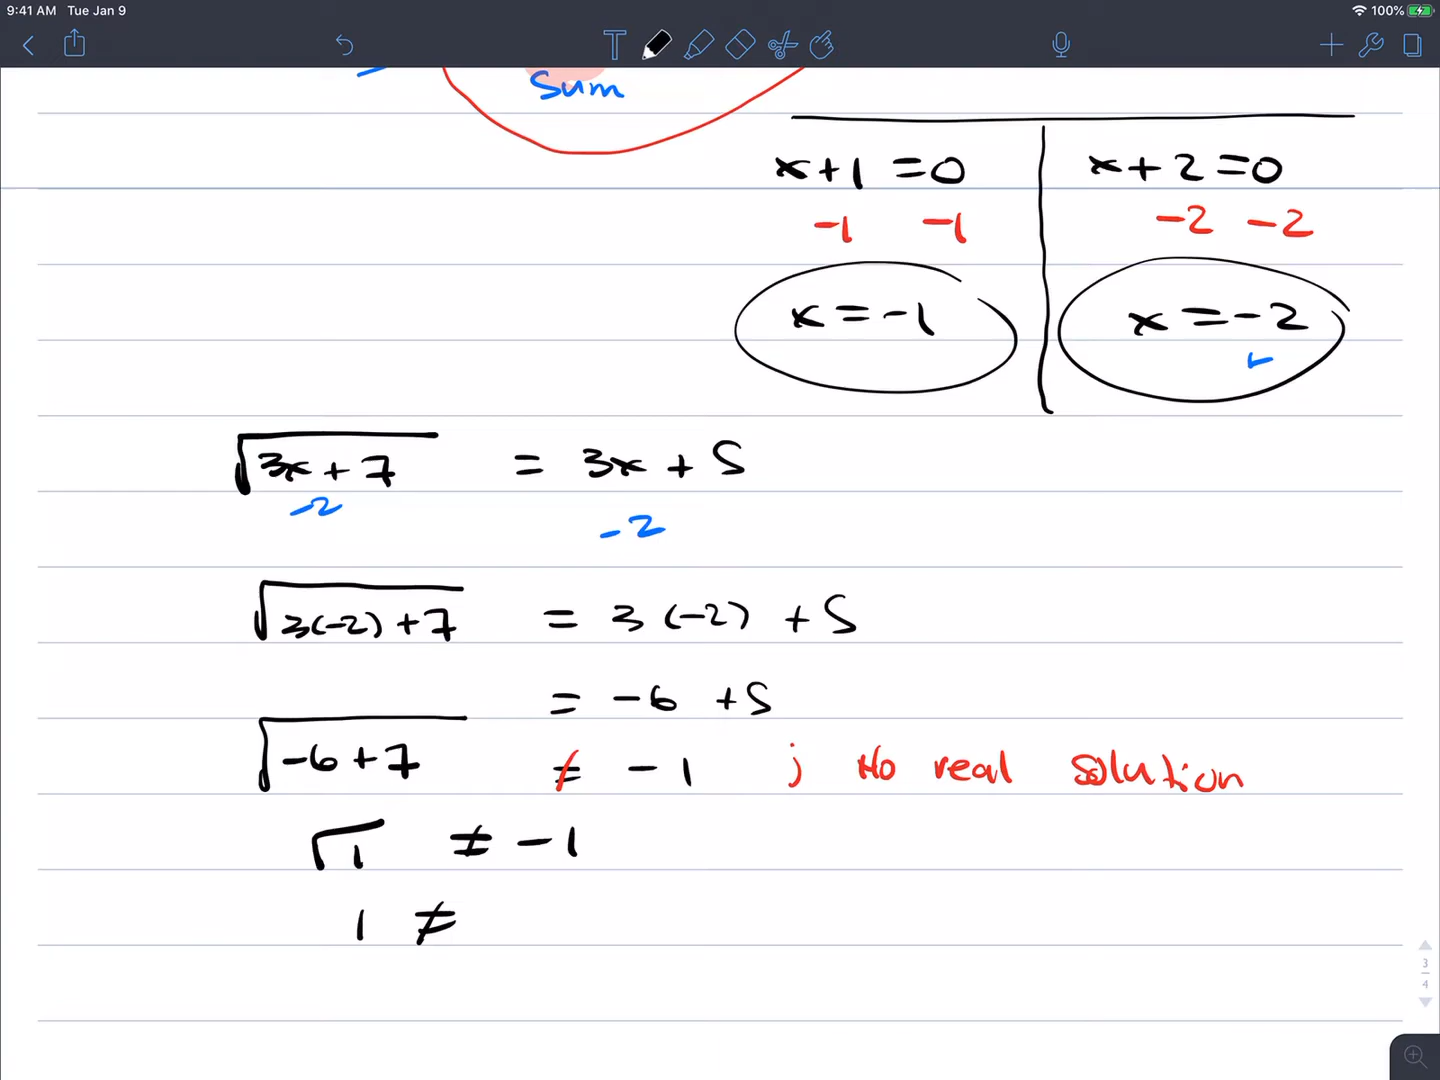 9:41 AM Tue Jan 9
100%
T
Sum
x+1=0
x+2=0
-1 -1
-2 -2
x=-1
x=-2
√3x+7 = 3x+5
-2
-2
√3(-2)+7 = 3(-2)+5
= -6 +5
√-6+7 ≠ -1 ; No real solution
√1 ≠ -1
1 ≠
3
4